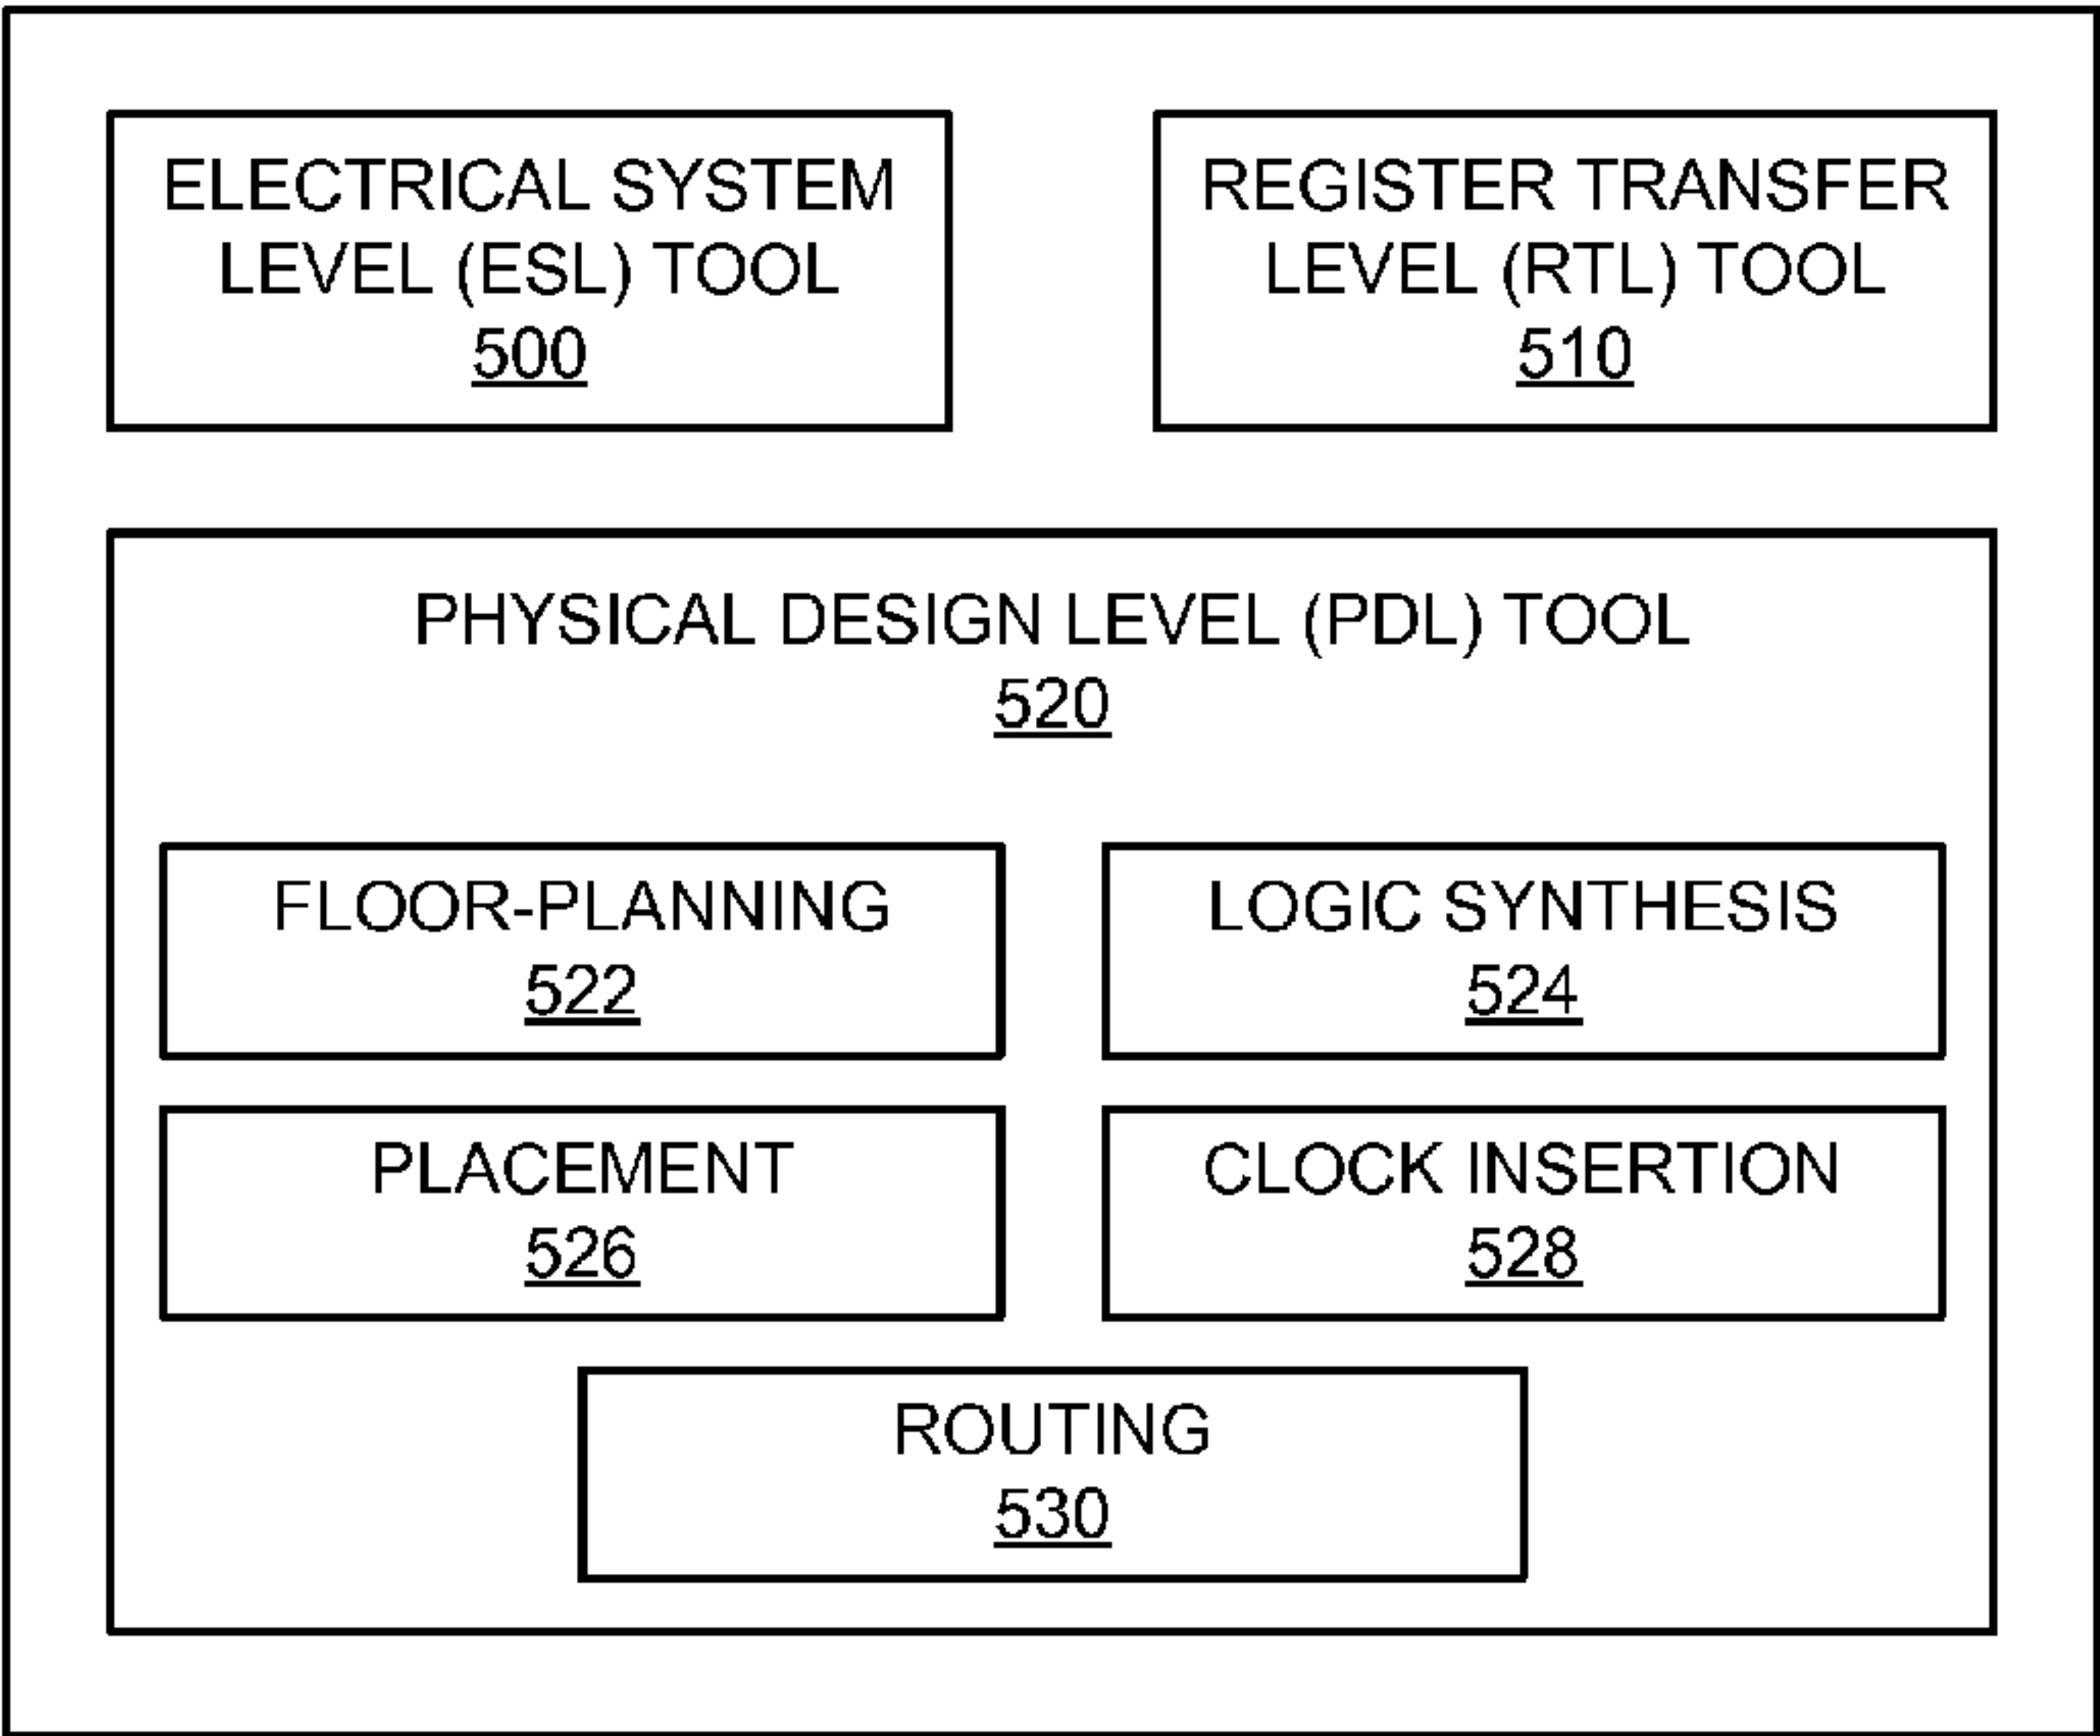 ELECTRICAL SYSTEM
LEVEL (ESL) TOOL
500
REGISTER TRANSFER
LEVEL (RTL) TOOL
510
PHYSICAL DESIGN LEVEL (PDL) TOOL
520
FLOOR-PLANNING
522
LOGIC SYNTHESIS
524
PLACEMENT
526
CLOCK INSERTION
528
ROUTING
530